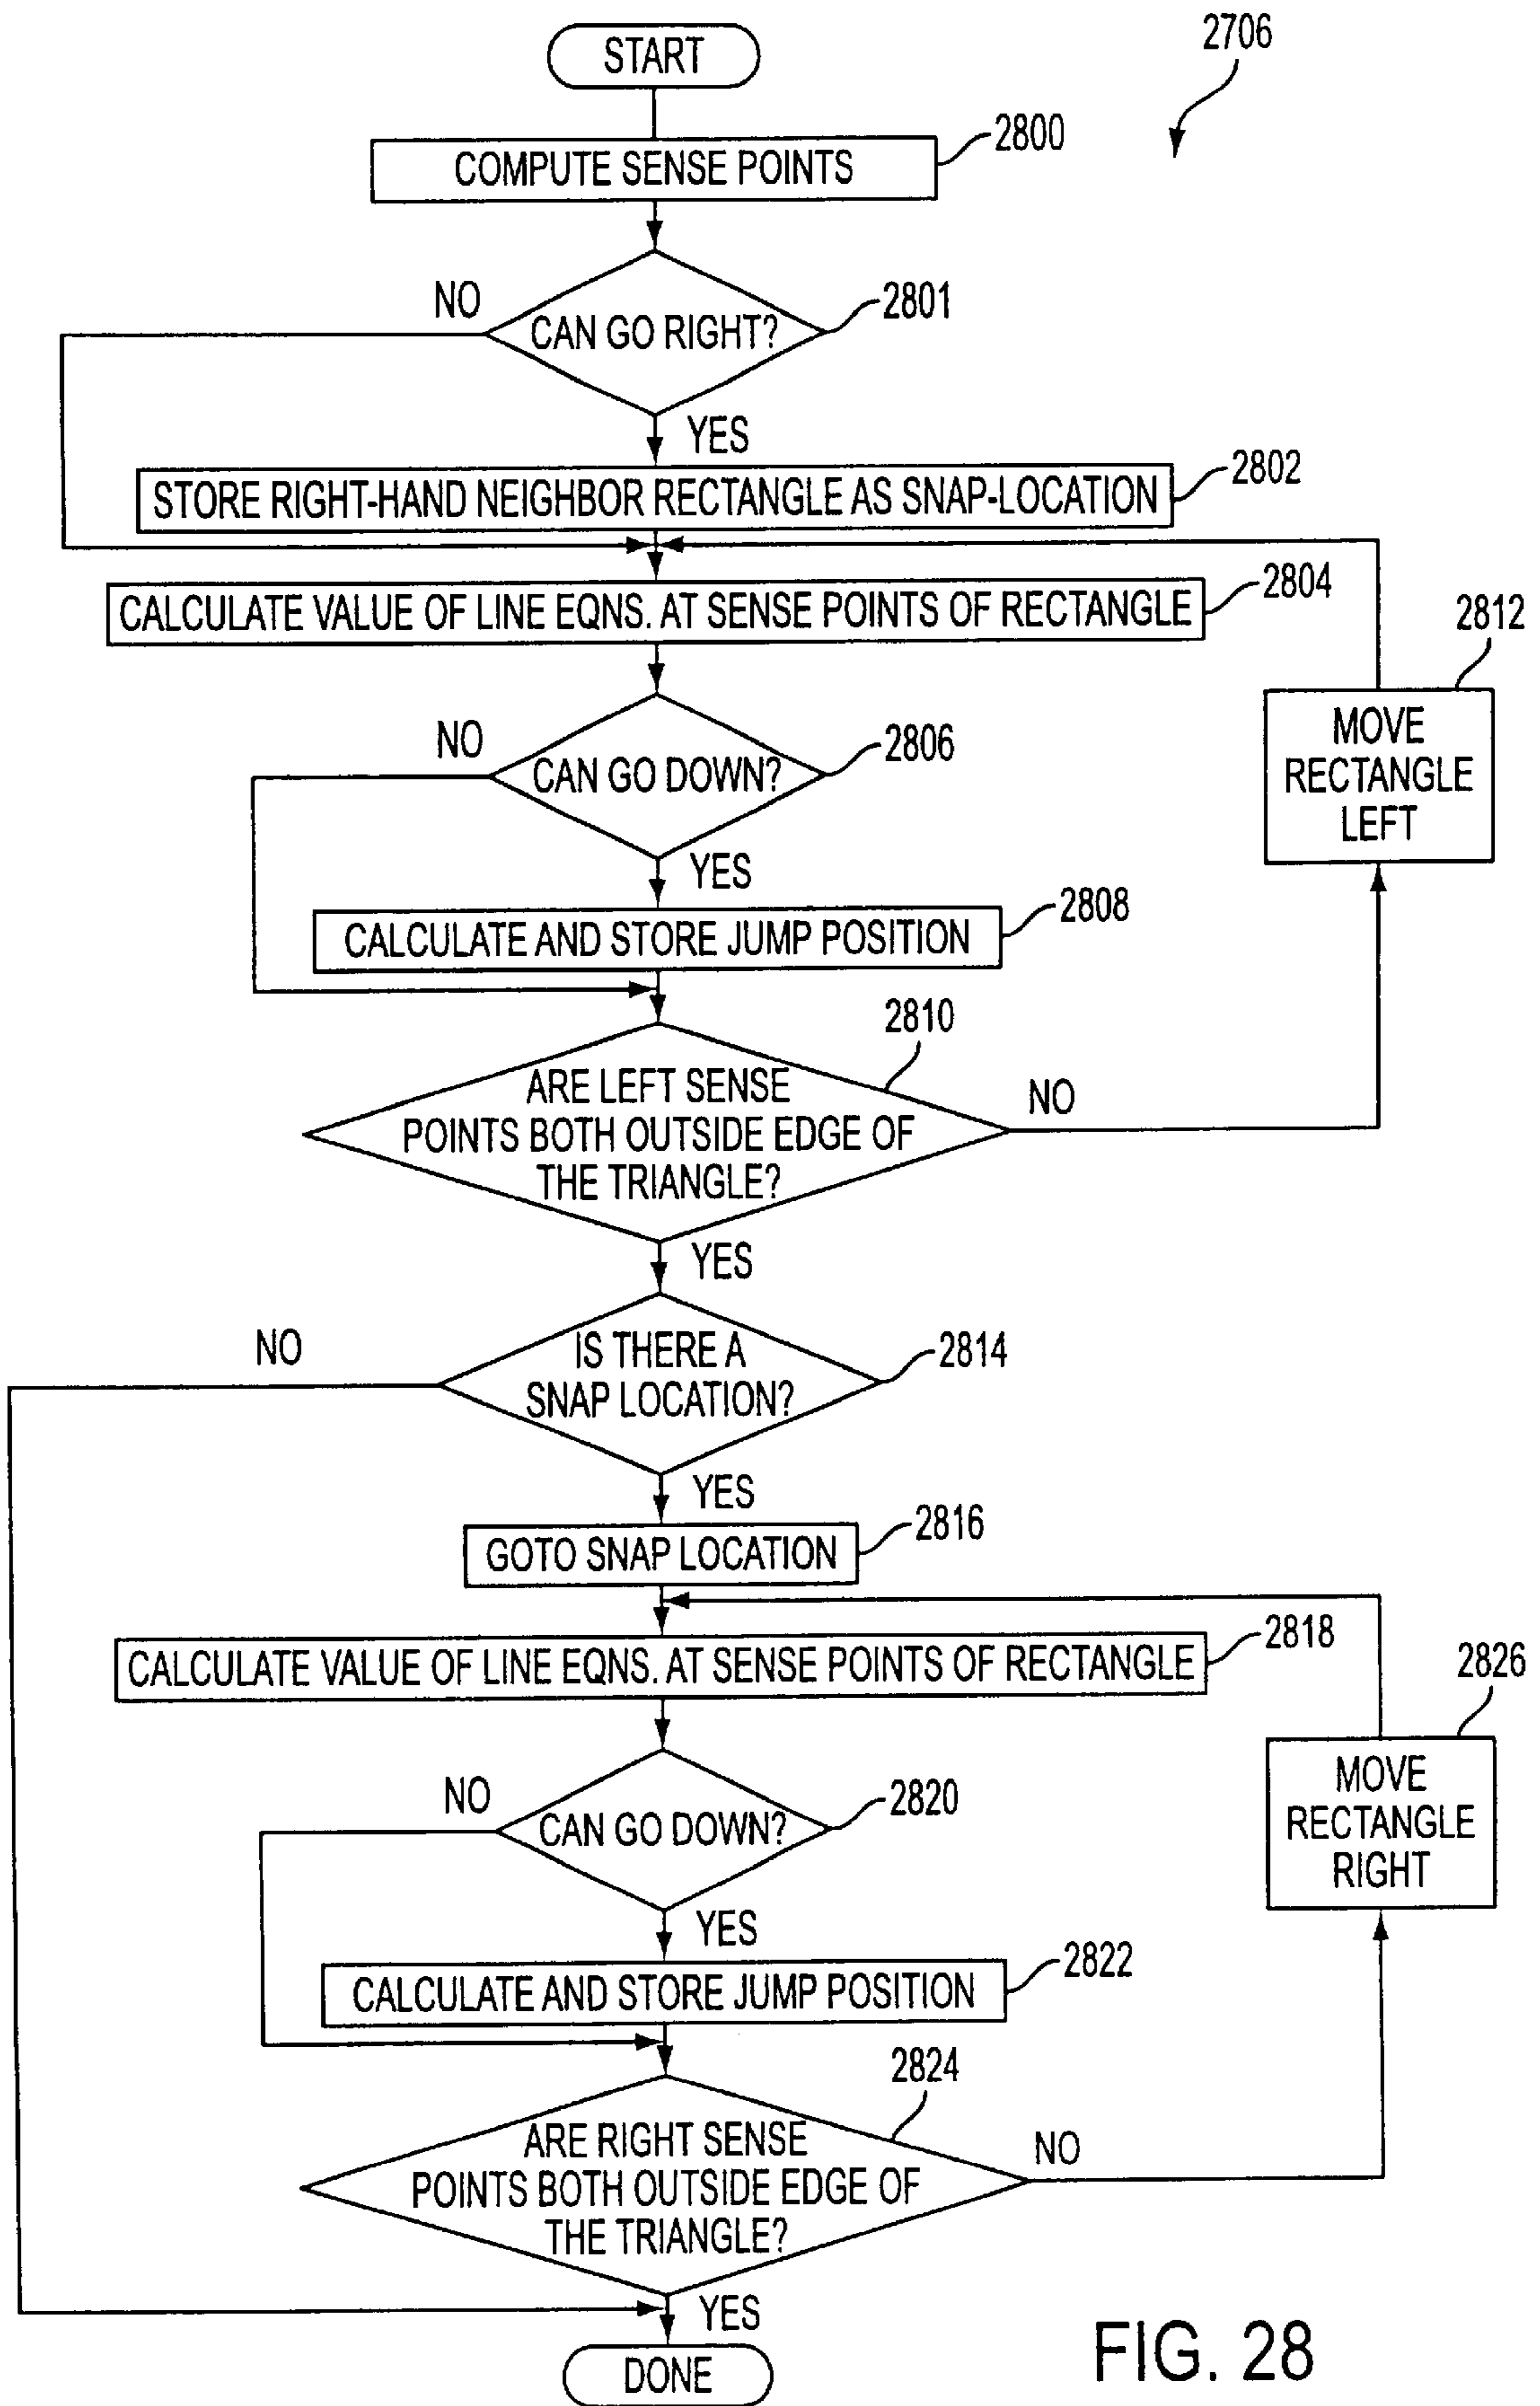 START
2706
2800
COMPUTE SENSE POINTS
NO
CAN GO RIGHT?
2801
YES
2802
STORE RIGHT-HAND NEIGHBOR RECTANGLE AS SNAP-LOCATION
2804
CALCULATE VALUE OF LINE EQNS. AT SENSE POINTS OF RECTANGLE
2812
MOVE
RECTANGLE
LEFT
NO
CAN GO DOWN?
2806
YES
2808
CALCULATE AND STORE JUMP POSITION
2810
ARE LEFT SENSE
POINTS BOTH OUTSIDE EDGE OF
THE TRIANGLE?
NO
YES
NO
IS THERE A
SNAP LOCATION?
2814
YES
2816
GOTO SNAP LOCATION
2818
CALCULATE VALUE OF LINE EQNS. AT SENSE POINTS OF RECTANGLE
2826
MOVE
RECTANGLE
RIGHT
NO
CAN GO DOWN?
2820
YES
2822
CALCULATE AND STORE JUMP POSITION
2824
ARE RIGHT SENSE
POINTS BOTH OUTSIDE EDGE OF
THE TRIANGLE?
NO
YES
DONE
FIG. 28